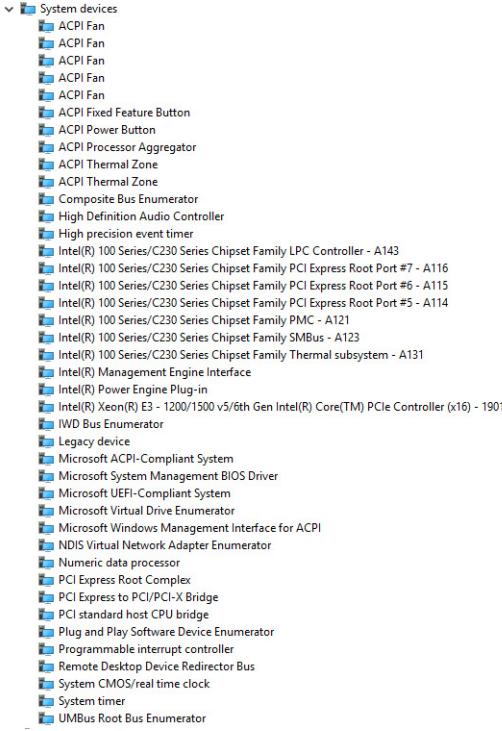 System devices
ACPI Fan
ACPI Fan
ACPI Fan
ACPI Fan
ACPI Fan
ACPI Fixed Feature Button
ACPI Power Button
ACPI Processor Aggregator
ACPI Thermal Zone
ACPI Thermal Zone
Composite Bus Enumerator
High Definition Audio Controller
High precision event timer
Intel(R) 100 Series/C230 Series Chipset Family LPC Controller - A143
Intel(R) 100 Series/C230 Series Chipset Family PCI Express Root Port #7 - A116
Intel(R) 100 Series/C230 Series Chipset Family PCI Express Root Port #6 - A115
Intel(R) 100 Series/C230 Series Chipset Family PCI Express Root Port #5 - A114
Intel(R) 100 Series/C230 Series Chipset Family PMC - A121
Intel(R) 100 Series/C230 Series Chipset Family SMBus - A123
Intel(R) 100 Series/C230 Series Chipset Family Thermal subsystem - A131
Intel(R) Management Engine Interface
Intel(R) Power Engine Plug-in
Intel(R) Xeon(R) E3 - 1200/1500 v5/6th Gen Intel(R) Core(TM) PCIe Controller (x16) - 1901
IWD Bus Enumerator
Legacy device
Microsoft ACPI-Compliant System
Microsoft System Management BIOS Driver
Microsoft UEFI-Compliant System
Microsoft Virtual Drive Enumerator
Microsoft Windows Management Interface for ACPI
NDIS Virtual Network Adapter Enumerator
Numeric data processor
PCI Express Root Complex
PCI Express to PCI/PCI-X Bridge
PCI standard host CPU bridge
Plug and Play Software Device Enumerator
Programmable interrupt controller
Remote Desktop Device Redirector Bus
System CMOS/real time clock
System timer
UMBus Root Bus Enumerator